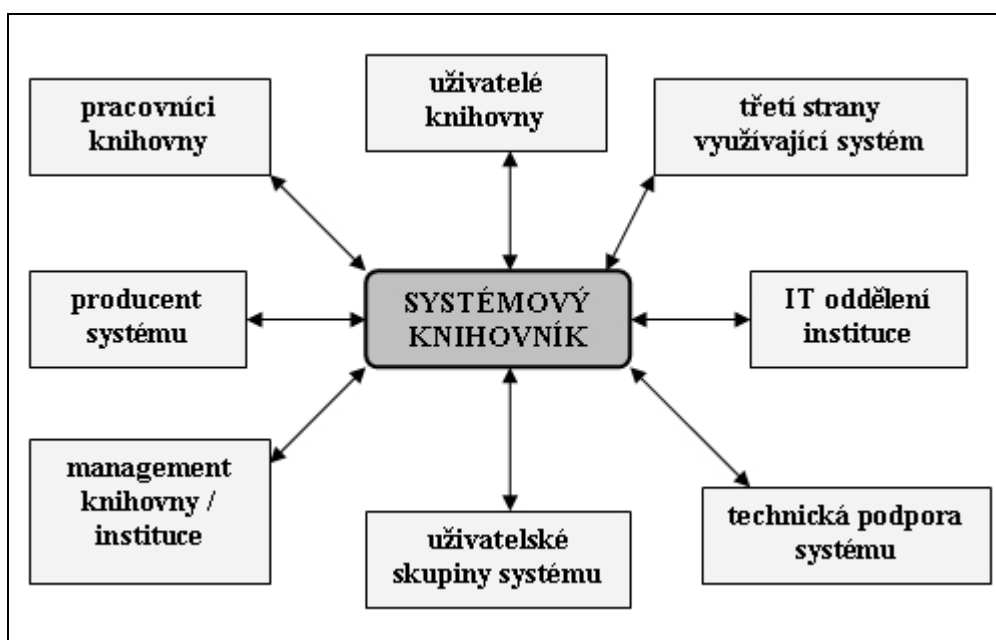 pracovníci
knihovny
uživatelé
knihovny
třetí strany
využívající systém
producent
systému
SYSTÉMOVÝ
KNIHOVNÍK
IT oddělení
instituce
management
knihovny /
instituce
uživatelské
skupiny systému
technická podpora
systému